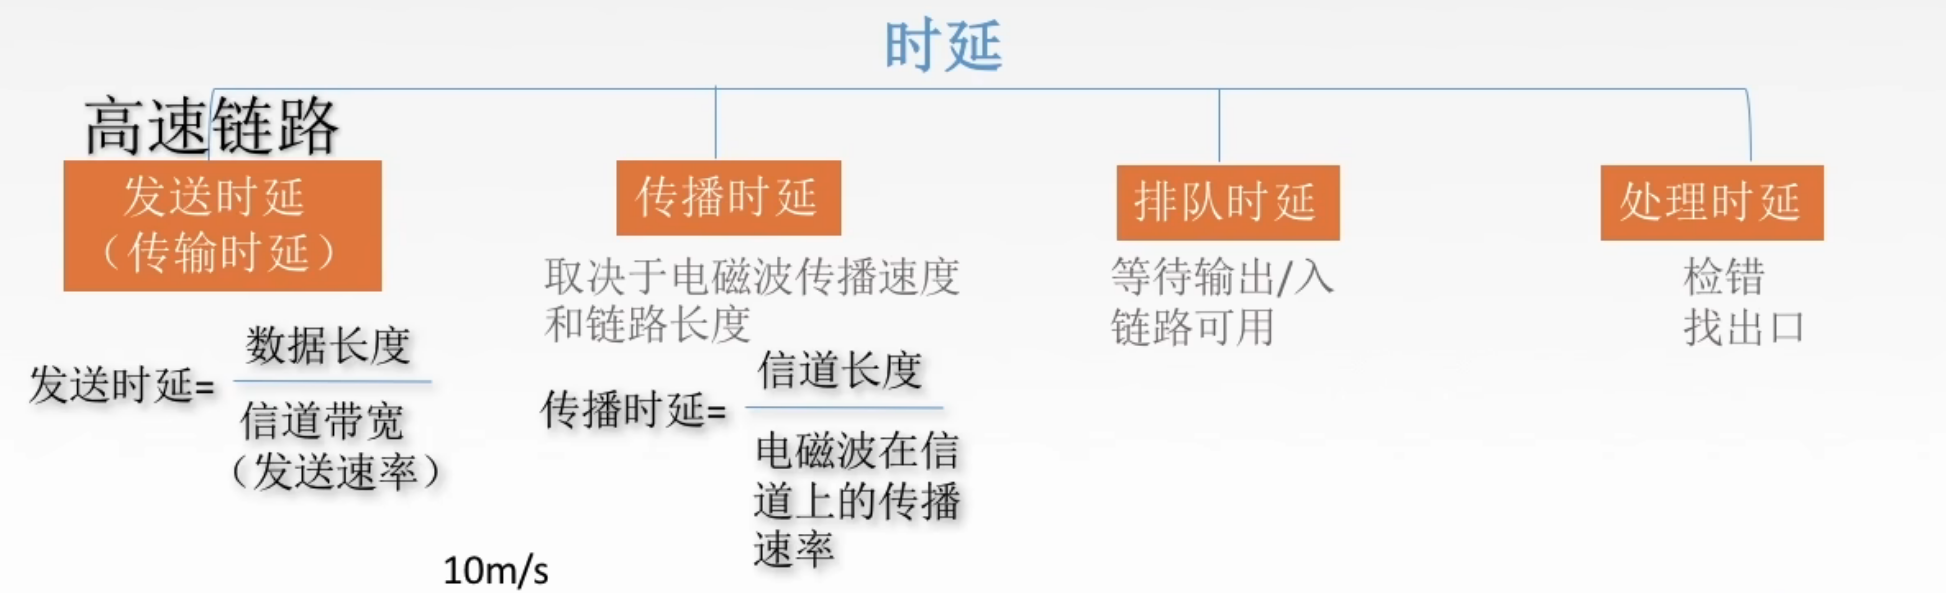 时延
高速链路
发送时延
（传输时延）
发送时延=
数据长度
信道带宽
（发送速率）
传播时延
取决于电磁波传播速度
和链路长度
传播时延=
信道长度
电磁波在信
道上的传播
速率
10m/s
排队时延
等待输出/入
链路可用
处理时延
检错
找出口